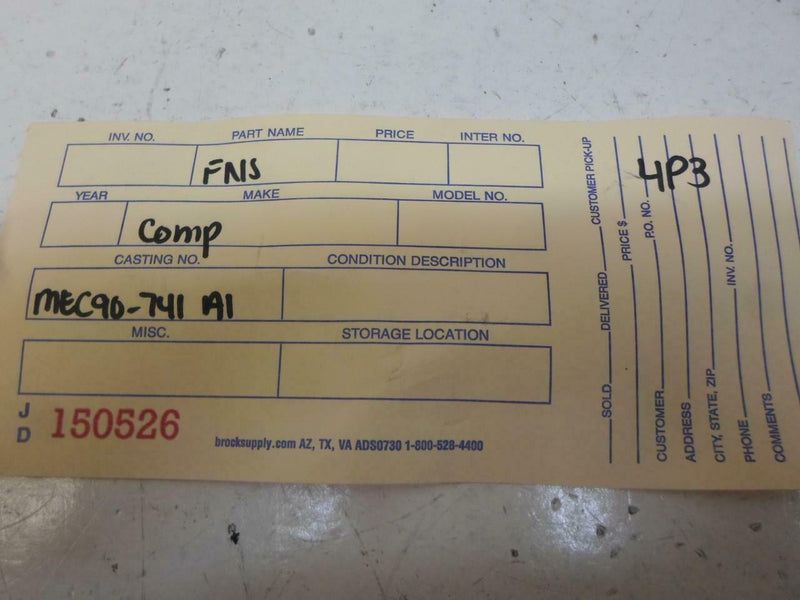 INV. NO. PART NAME PRICE INTER NO.
FNS
YEAR MAKE MODEL NO.
Comp
CASTING NO. CONDITION DESCRIPTION
MEC90-741 A1
MISC. STORAGE LOCATION
J D 150526
brocksupply.com AZ, TX, VA ADS0730 1-800-528-4400
4P3
SOLD DELIVERED CUSTOMER PICK-UP
PRICE $
CUSTOMER P.O. NO.
ADDRESS
CITY, STATE, ZIP
PHONE INV. NO.
COMMENTS